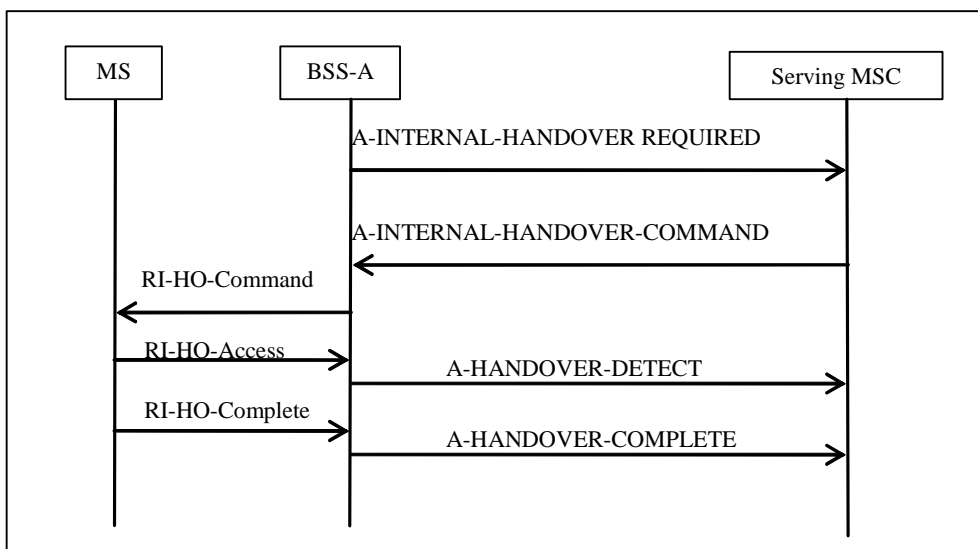 MS
BSS-A
Serving MSC
A-INTERNAL-HANDOVER REQUIRED
A-INTERNAL-HANDOVER-COMMAND
RI-HO-Command
RI-HO-Access
A-HANDOVER-DETECT
RI-HO-Complete
A-HANDOVER-COMPLETE